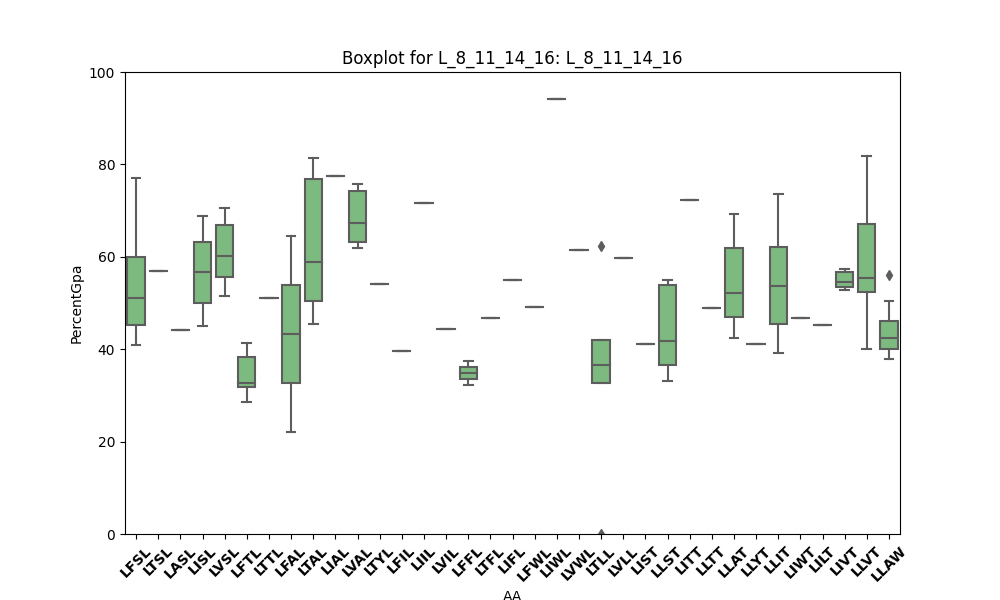 Boxplot for L_8_11_14_16: L_8_11_14_16
100
80
60
40
20
0
PercentGpa
LFSL LTSL LASL LISL LVSL LFTL LTTL LFAL LTAL LIAL LVAL LTYL LFIL LIIL LVIL LFFL LTFL LIFL LFWL LIWL LVWL LTLL LVLL LIST LLST LITT LLTT LLAT LLYT LLIT LIWT LILT LIVT LLVT LLAW
AA